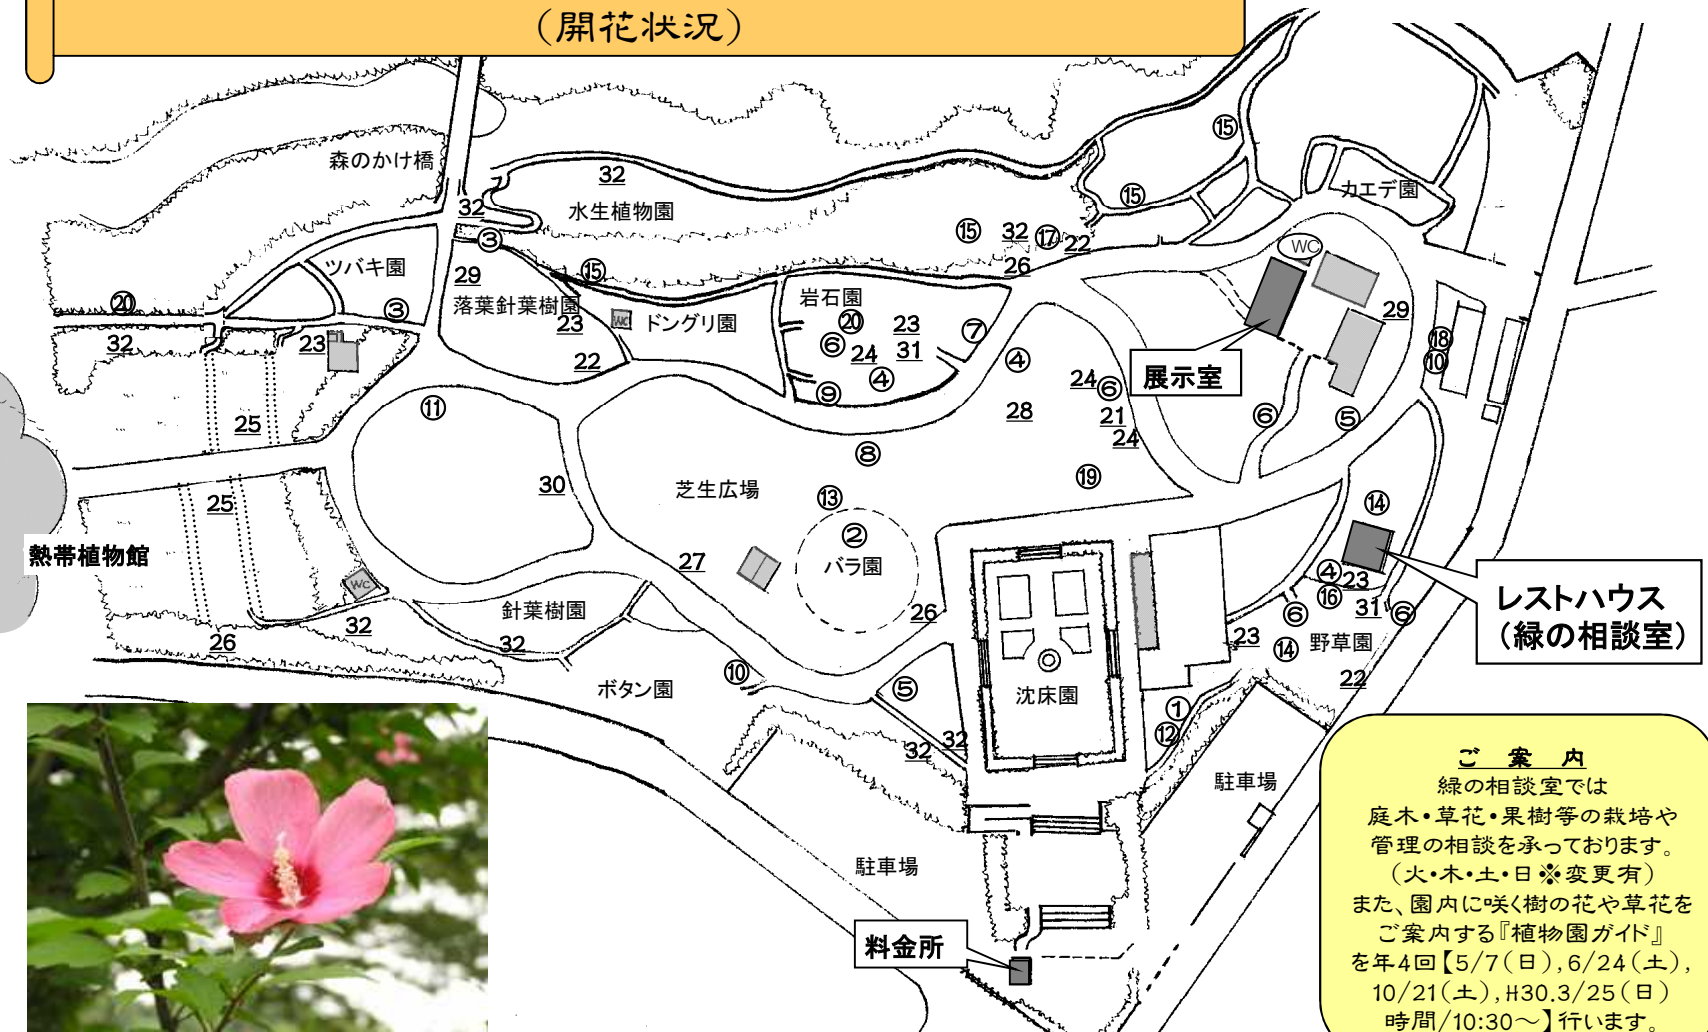 （開花状況）
⑮
森のかけ橋
32
カエデ園
⑮
32
水生植物園
⑮
32
⑰
22
③
WC
ツバキ園
29
⑮
26
落葉針葉樹園
岩石園
29
⑳
③
23
WC
ドングリ園
⑳
23
⑦
⑱
32
23
⑥
24
31
④
⑩
22
④
展示室
24
⑥
⑨
⑪
28
21
⑥
⑤
25
24
⑧
30
芝生広場
⑬
⑲
25
②
⑭
熱帯植物館
27
バラ園
WC
④
23
⑯
レストハウス
（緑の相談室）
針葉樹園
26
⑥
31
⑥
26
32
32
23
⑭
野草園
ボタン園
⑩
⑤
沈床園
22
①
⑫
32
32
駐車場
駐車場
料金所
ご 案 内
緑の相談室では
庭木・草花・果樹等の栽培や
管理の相談を承っております。
（火・木・土・日※変更有）
また、園内に咲く樹の花や草花を
ご案内する『植物園ガイド』
を年4回【5/7（日）,6/24（土）,
10/21（土）,H30.3/25（日）
時間/10:30～】行います。